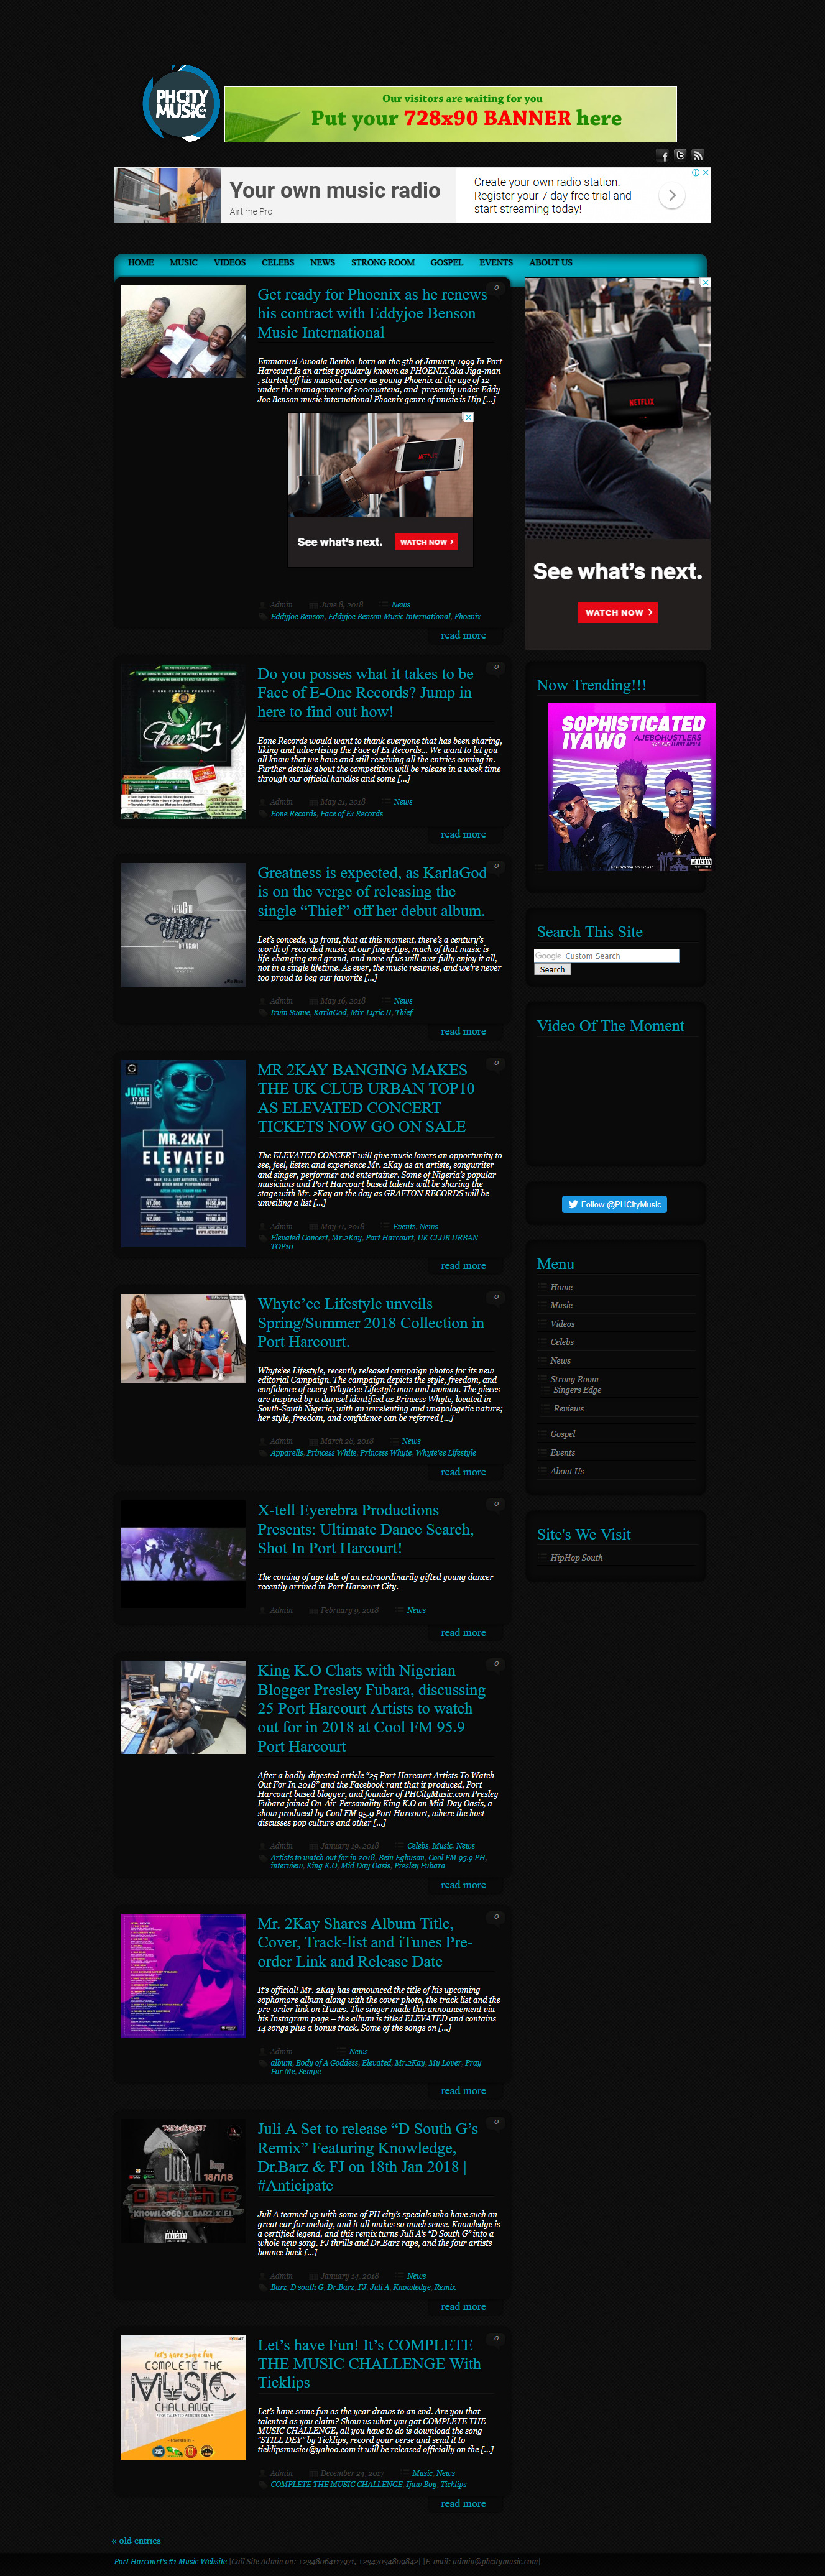 PHCITY
MUSIC
Our visitors are waiting for you
Put your 728x90 BANNER here
Your own music radio
Airtime Pro
Create your own radio station.
Register your 7 day free trial and
start streaming today!
HOME MUSIC VIDEOS CELEBS NEWS STRONG ROOM GOSPEL EVENTS ABOUT US
0
Get ready for Phoenix as he renews
his contract with Eddyjoe Benson
Music International
Emmanuel Awoala Benibo born on the 5th of January 1999 In Port
Harcourt Is an artist popularly known as PHOENIX aka Jiga-man
, started off his musical career as young Phoenix at the age of 12
under the management of 2000wateva, and presently under Eddy
Joe Benson music international Phoenix genre of music is Hip [...]
NETFLIX
See what's next.
WATCH NOW >
Admin June 8, 2018 News
Eddyjoe Benson, Eddyjoe Benson Music International, Phoenix
read more
Face of E1
0
Do you posses what it takes to be
Face of E-One Records? Jump in
here to find out how!
Eone Records would want to thank everyone that has been sharing,
liking and advertising the Face of E1 Records... We want to let you
all know that we have and still receiving all the entries coming in.
Further details about the competition will be release in a week time
through our official handles and some [...]
Admin May 21, 2018 News
Eone Records, Face of E1 Records
read more
0
Greatness is expected, as KarlaGod
is on the verge of releasing the
single “Thief” off her debut album.
Let's concede, up front, that at this moment, there's a century's
worth of recorded music at our fingertips, much of that music is
life-changing and grand, and none of us will ever fully enjoy it all,
not in a single lifetime. As ever, the music resumes, and we're never
too proud to beg our favorite [...]
Admin May 16, 2018 News
Irvin Suave, KarlaGod, Mix-Lyric II, Thief
read more
JUNE
17, 2018
MR.2KAY
ELEVATED
CONCERT
0
MR 2KAY BANGING MAKES
THE UK CLUB URBAN TOP10
AS ELEVATED CONCERT
TICKETS NOW GO ON SALE
The ELEVATED CONCERT will give music lovers an opportunity to
see, feel, listen and experience Mr. 2Kay as an artiste, songwriter
and singer, performer and entertainer. Some of Nigeria's popular
musicians and Port Harcourt based talents will be sharing the
stage with Mr. 2Kay on the day as GRAFTON RECORDS will be
unveiling a list [...]
Admin May 11, 2018 Events, News
Elevated Concert, Mr.2Kay, Port Harcourt, UK CLUB URBAN
TOP10
read more
0
Whyte’ee Lifestyle unveils
Spring/Summer 2018 Collection in
Port Harcourt.
Whyte'ee Lifestyle, recently released campaign photos for its new
editorial Campaign. The campaign depicts the style, freedom, and
confidence of every Whyte'ee Lifestyle man and woman. The pieces
are inspired by a damsel identified as Princess Whyte, located in
South-South Nigeria, with an unrelenting and unapologetic nature;
her style, freedom, and confidence can be referred [...]
Admin March 28, 2018 News
Apparells, Princess White, Princess Whyte, Whyte'ee Lifestyle
read more
0
X-tell Eyerebra Productions
Presents: Ultimate Dance Search,
Shot In Port Harcourt!
The coming of age tale of an extraordinarily gifted young dancer
recently arrived in Port Harcourt City.
Admin February 9, 2018 News
read more
0
King K.O Chats with Nigerian
Blogger Presley Fubara, discussing
25 Port Harcourt Artists to watch
out for in 2018 at Cool FM 95.9
Port Harcourt
After a badly-digested article “25 Port Harcourt Artists To Watch
Out For In 2018” and the Facebook rant that it produced, Port
Harcourt based blogger, and founder of PHCityMusic.com Presley
Fubara joined On-Air-Personality King K.O on Mid-Day Oasis, a
show produced by Cool FM 95.9 Port Harcourt, where the host
discusses pop culture and other [...]
Admin January 19, 2018 Celebs, Music, News
Artists to watch out for in 2018, Bein Egbuson, Cool FM 95.9 PH,
interview, King K.O, Mid Day Oasis, Presley Fubara
read more
0
Mr. 2Kay Shares Album Title,
Cover, Track-list and iTunes Pre-
order Link and Release Date
It's official! Mr. 2Kay has announced the title of his upcoming
sophomore album along with the cover photo, the track list and the
pre-order link on iTunes. The singer made this announcement via
his Instagram page – the album is titled ELEVATED and contains
14 songs plus a bonus track. Some of the songs on [...]
Admin News
album, Body of A Goddess, Elevated, Mr.2Kay, My Lover, Pray
For Me, Sempe
read more
JULI A
18/1/18
D South G
KNOWLEDGE X BARZ X FJ
0
Juli A Set to release “D South G’s
Remix” Featuring Knowledge,
Dr.Barz & FJ on 18th Jan 2018 |
#Anticipate
Juli A teamed up with some of PH city's specials who have such an
great ear for melody, and it all makes so much sense. Knowledge is
a certified legend, and this remix turns Juli A's “D South G” into a
whole new song. FJ thrills and Dr.Barz raps, and the four artists
bounce back [...]
Admin January 14, 2018 News
Barz, D south G, Dr.Barz, FJ, Juli A, Knowledge, Remix
read more
let's have some fun
COMPLETE THE
MUSIC
CHALLANGE
0
Let’s have Fun! It’s COMPLETE
THE MUSIC CHALLENGE With
Ticklips
Let's have some fun as the year draws to an end. Are you that
talented as you claim? Show us what you gat COMPLETE THE
MUSIC CHALLENGE, all you have to do is download the song
“STILL DEY” by Ticklips, record your verse and send it to
ticklipsmusic1@yahoo.com it will be released officially on the [...]
Admin December 24, 2017 Music, News
COMPLETE THE MUSIC CHALLENGE, Ijaw Boy, Ticklips
read more
« old entries
NETFLIX
See what's next.
WATCH NOW >
Now Trending!!!
SOPHISTICATED
IYAWO
AJEBOHUSTLERS
Search This Site
Google Custom Search
Search
Video Of The Moment
Follow @PHCityMusic
Menu
Home
Music
Videos
Celebs
News
Strong Room
Singers Edge
Reviews
Gospel
Events
About Us
Site's We Visit
HipHop South
Port Harcourt's #1 Music Website |Call Site Admin on: +2348064117971, +2347034809842| |E-mail: admin@phcitymusic.com|